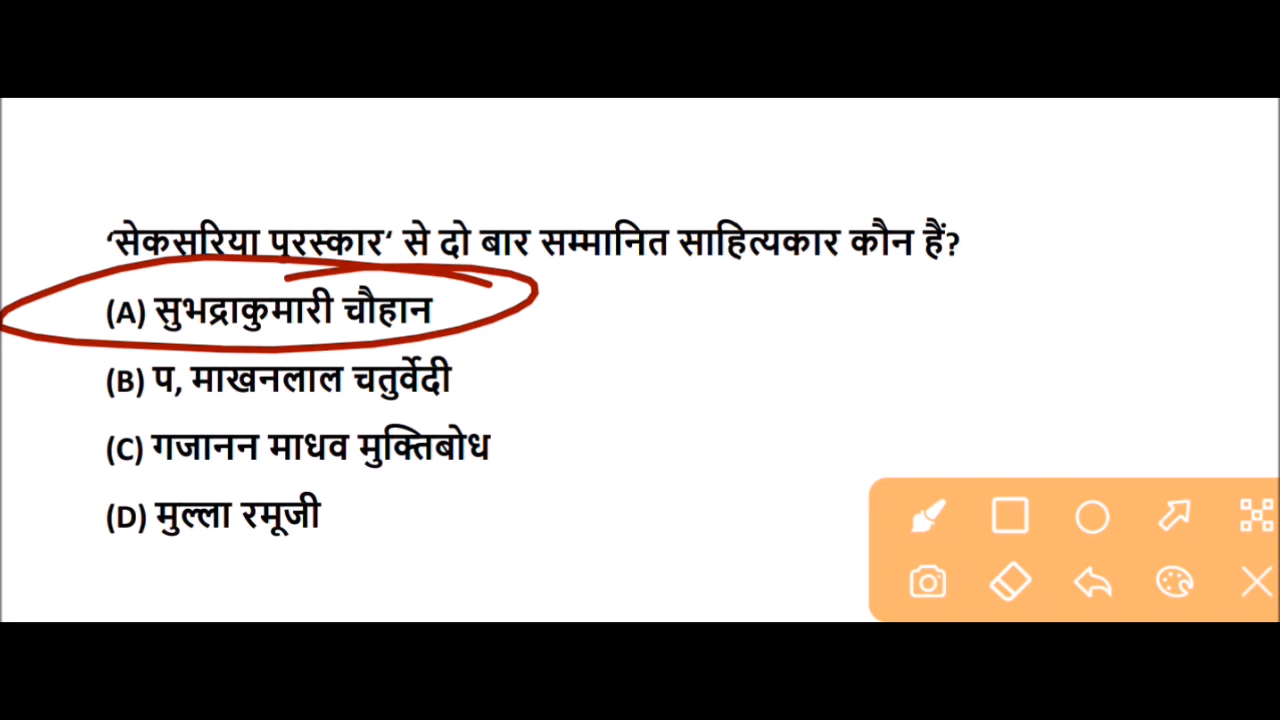 ‘सेकसरिया पुरस्कार‘ से दो बार सम्मानित साहित्यकार कौन हैं?
(A) सुभद्राकुमारी चौहान
(B) प, माखनलाल चतुर्वेदी
(C) गजानन माधव मुक्तिबोध
(D) मुल्ला रमूजी